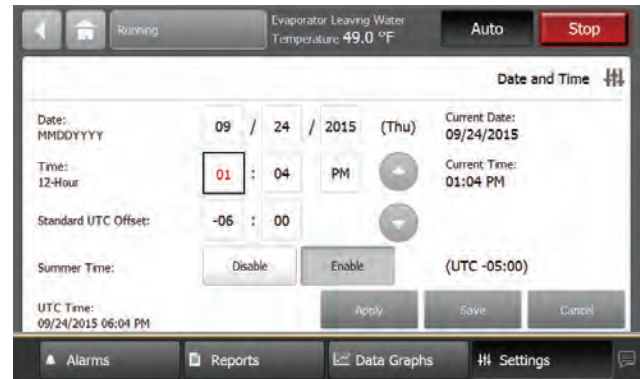 Running
Evaporator Leaving Water
Temperature 49.0 °F
Auto
Stop
Date and Time
Date:
MMDDYYYY
09 / 24 / 2015 (Thu)
Current Date:
09/24/2015
Time:
12-Hour
01 : 04 PM
Current Time:
01:04 PM
Standard UTC Offset:
-06 : 00
Summer Time:
Disable
Enable
(UTC -05:00)
UTC Time:
09/24/2015 06:04 PM
Apply
Save
Cancel
Alarms
Reports
Data Graphs
Settings